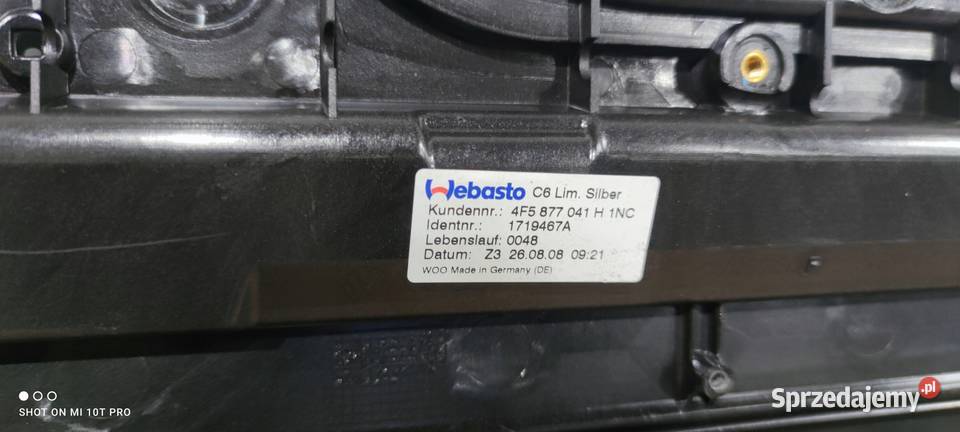 Webasto C6 Lim. Silber
Kundennr.: 4F5 877 041 H 1NC
Identnr.: 1719467A
Lebenslauf: 0048
Datum: Z3 26.08.08 09:21
WOO Made in Germany (DE)
SHOT ON MI 10T PRO
Sprzedajemy.pl